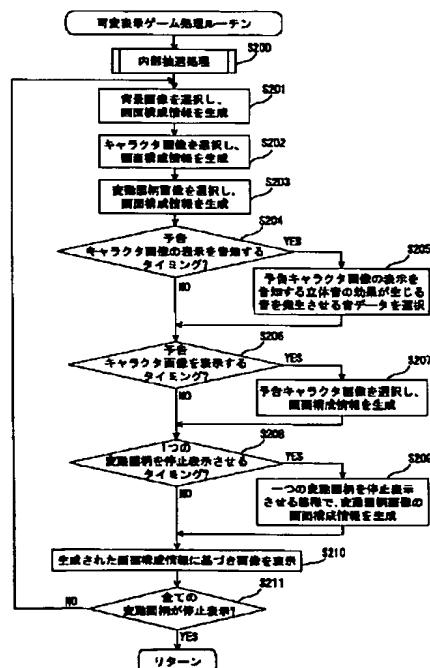 可変表示ゲーム処理ルーチン
S200
内部抽選処理
S201
背景画像を選択し、
画面構成情報を生成
S202
キャラクタ画像を選択し、
画面構成情報を生成
S203
変動図柄画像を選択し、
画面構成情報を生成
S204
予告
キャラクタ画像の表示を告知する
タイミング?
YES
NO
S205
予告キャラクタ画像の表示を
告知する立体音の効果が生じる
音を発生させる音データを選択
S206
予告
キャラクタ画像を表示する
タイミング?
YES
NO
S207
予告キャラクタ画像を選択し、
画面構成情報を生成
S208
1つの
変動図柄を停止表示させる
タイミング?
YES
NO
S209
一つの変動図柄を停止表示
させる態様で、変動図柄画像の
画面構成情報を生成
S210
生成された画面構成情報に基づき画像を表示
S211
全ての
変動図柄が停止表示?
NO
YES
リターン